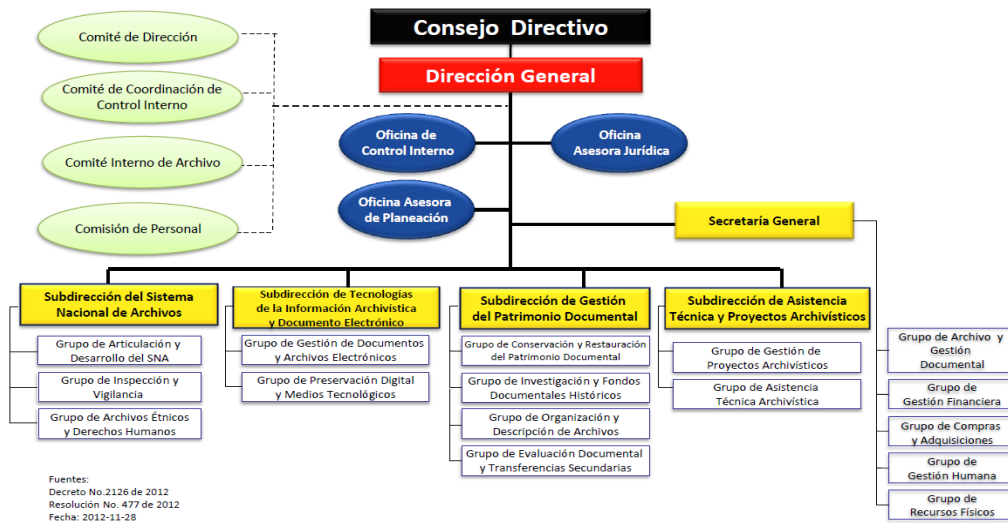 Consejo Directivo
Dirección General
Comité de Dirección
Comité de Coordinación de
Control Interno
Comité Interno de Archivo
Comisión de Personal
Oficina de
Control Interno
Oficina
Asesora Jurídica
Oficina Asesora
de Planeación
Secretaría General
Subdirección del Sistema
Nacional de Archivos
Grupo de Articulación y
Desarrollo del SNA
Grupo de Inspección y
Vigilancia
Grupo de Archivos Étnicos
y Derechos Humanos
Subdirección de Tecnologías
de la Información Archivística
y Documento Electrónico
Grupo de Gestión de Documentos
y Archivos Electrónicos
Grupo de Preservación Digital
y Medios Tecnológicos
Subdirección de Gestión
del Patrimonio Documental
Grupo de Conservación y Restauración
del Patrimonio Documental
Grupo de Investigación y Fondos
Documentales Históricos
Grupo de Organización y
Descripción de Archivos
Grupo de Evaluación Documental
y Transferencias Secundarias
Subdirección de Asistencia
Técnica y Proyectos Archivísticos
Grupo de Gestión de
Proyectos Archivísticos
Grupo de Asistencia
Técnica Archivística
Grupo de Archivo y
Gestión
Documental
Grupo de
Gestión Financiera
Grupo de Compras
y Adquisiciones
Grupo de
Gestión Humana
Grupo de
Recursos Físicos
Fuentes:
Decreto No.2126 de 2012
Resolución No. 477 de 2012
Fecha: 2012-11-28